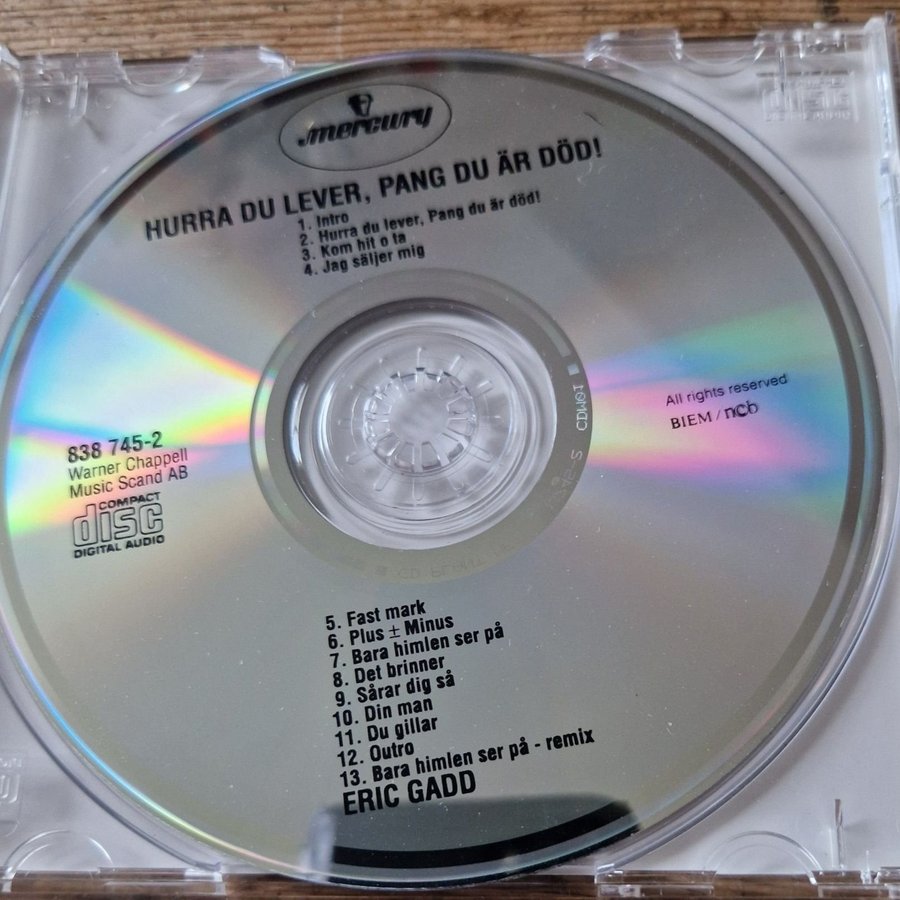 mercury
HURRA DU LEVER, PANG DU ÄR DÖD!
1. Intro
2. Hurra du lever, Pang du är död!
3. Kom hit o ta
4. Jag säljer mig
838 745-2
Warner Chappell
Music Scand AB
COMPACT
disc
DIGITAL AUDIO
All rights reserved
BIEM / ncb
5. Fast mark
6. Plus ± Minus
7. Bara himlen ser på
8. Det brinner
9. Sårar dig så
10. Din man
11. Du gillar
12. Outro
13. Bara himlen ser på - remix
ERIC GADD
disc